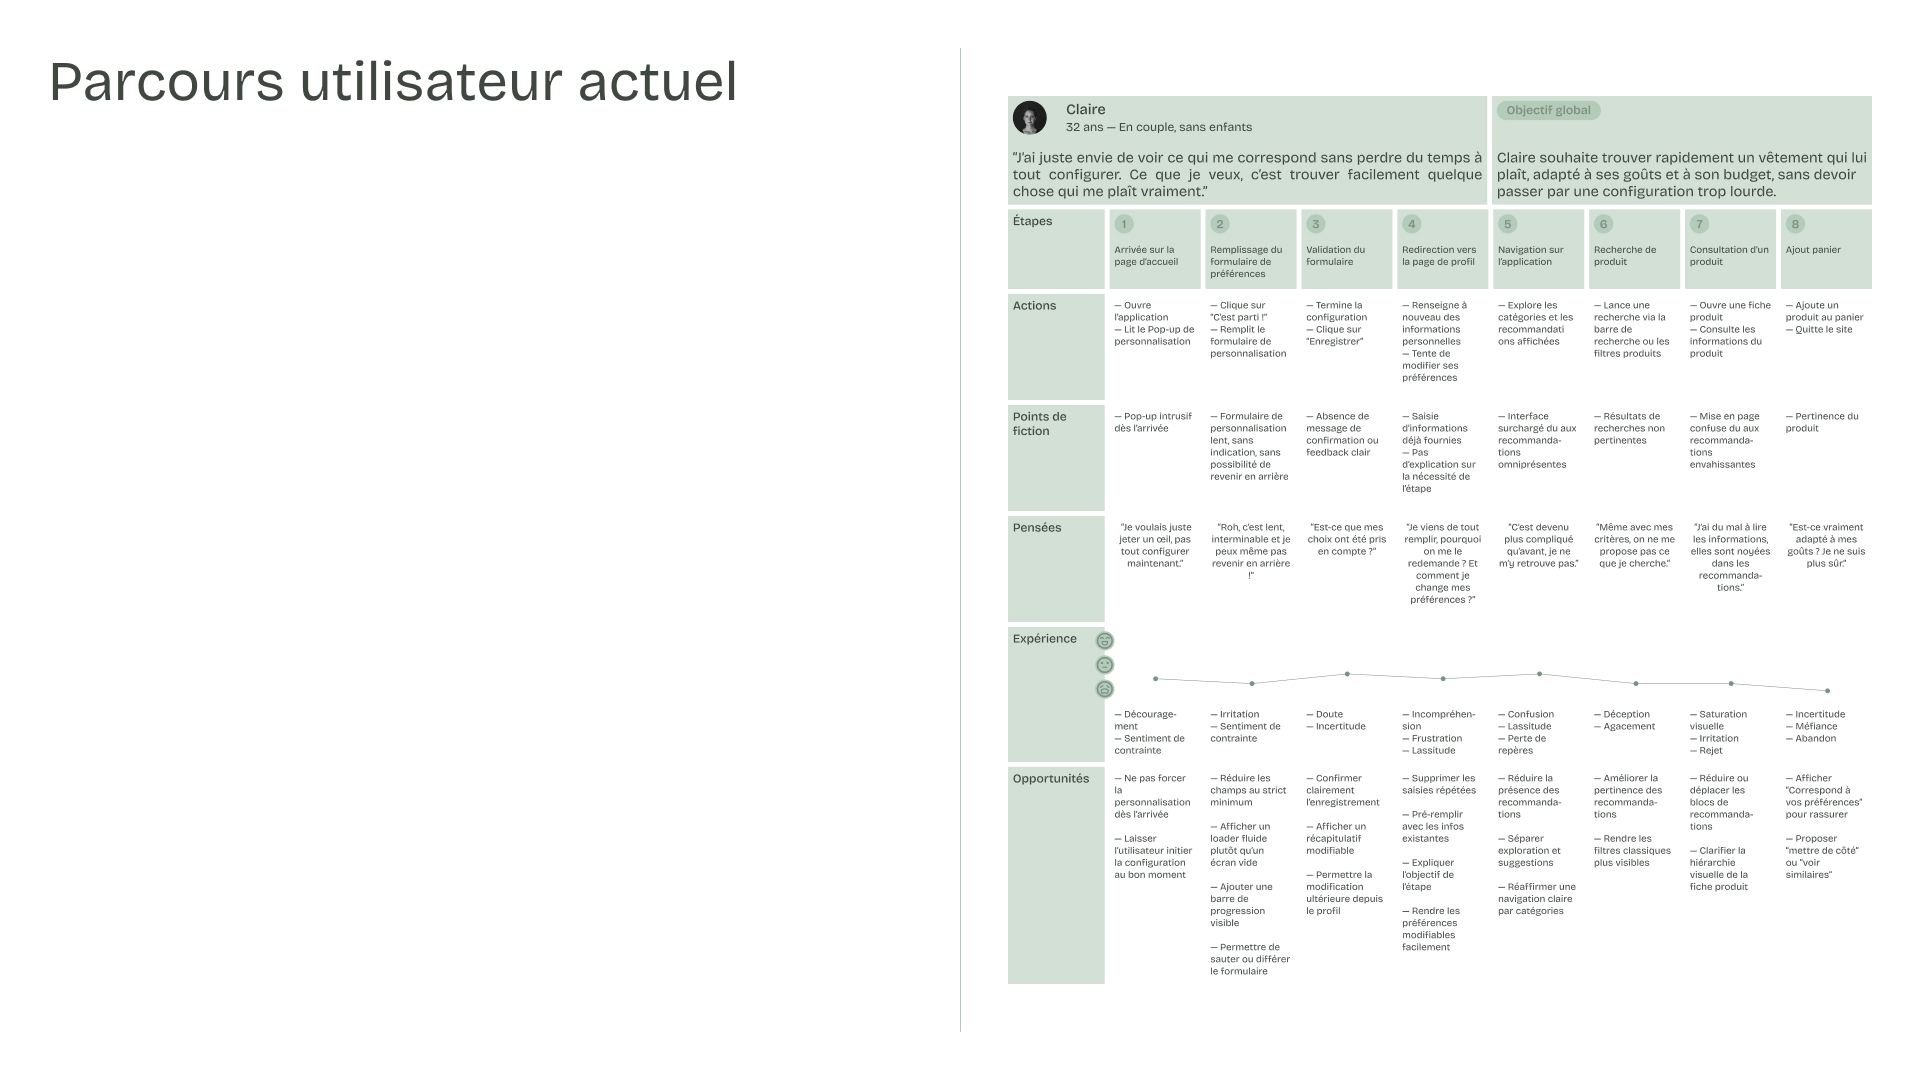 Parcours utilisateur actuel
Claire
32 ans — En couple, sans enfants
"J'ai juste envie de voir ce qui me correspond sans perdre du temps à
tout configurer. Ce que je veux, c'est trouver facilement quelque
chose qui me plaît vraiment."
Objectif global
Claire souhaite trouver rapidement un vêtement qui lui
plaît, adapté à ses goûts et à son budget, sans devoir
passer par une configuration trop lourde.
Étapes
1
Arrivée sur la
page d'accueil
2
Remplissage du
formulaire de
préférences
3
Validation du
formulaire
4
Redirection vers
la page de profil
5
Navigation sur
l'application
6
Recherche de
produit
7
Consultation d'un
produit
8
Ajout panier
Actions
— Ouvre
l'application
— Lit le Pop-up de
personnalisation
— Clique sur
"C'est parti !"
— Remplit le
formulaire de
personnalisation
— Termine la
configuration
— Clique sur
"Enregistrer"
— Renseigne à
nouveau des
informations
personnelles
— Tente de
modifier ses
préférences
— Explore les
catégories et les
recommandati
ons affichées
— Lance une
recherche via la
barre de
recherche ou les
filtres produits
— Ouvre une fiche
produit
— Consulte les
informations du
produit
— Ajoute un
produit au panier
— Quitte le site
Points de
fiction
— Pop-up intrusif
dès l'arrivée
— Formulaire de
personnalisation
lent, sans
indication, sans
possibilité de
revenir en arrière
— Absence de
message de
confirmation ou
feedback clair
— Saisie
d'informations
déjà fournies
— Pas
d'explication sur
la nécessité de
l'étape
— Interface
surchargé du aux
recommanda-
tions
omniprésentes
— Résultats de
recherches non
pertinentes
— Mise en page
confuse du aux
recommanda-
tions
envahissantes
— Pertinence du
produit
Pensées
"Je voulais juste
jeter un œil, pas
tout configurer
maintenant."
"Roh, c'est lent,
interminable et je
peux même pas
revenir en arrière
!"
"Est-ce que mes
choix ont été pris
en compte ?"
"Je viens de tout
remplir, pourquoi
on me le
redemande ? Et
comment je
change mes
préférences ?"
"C'est devenu
plus compliqué
qu'avant, je ne
m'y retrouve pas."
"Même avec mes
critères, on ne me
propose pas ce
que je cherche."
"J'ai du mal à lire
les informations,
elles sont noyées
dans les
recommanda-
tions."
"Est-ce vraiment
adapté à mes
goûts ? Je ne suis
plus sûr."
Expérience
— Décourage-
ment
— Sentiment de
contrainte
— Irritation
— Sentiment de
contrainte
— Doute
— Incertitude
— Incompréhen-
sion
— Frustration
— Lassitude
— Confusion
— Lassitude
— Perte de
repères
— Déception
— Agacement
— Saturation
visuelle
— Irritation
— Rejet
— Incertitude
— Méfiance
— Abandon
Opportunités
— Ne pas forcer
la
personnalisation
dès l'arrivée
— Laisser
l'utilisateur initier
la configuration
au bon moment
— Réduire les
champs au strict
minimum
— Afficher un
loader fluide
plutôt qu'un
écran vide
— Ajouter une
barre de
progression
visible
— Permettre de
sauter ou différer
le formulaire
— Confirmer
clairement
l'enregistrement
— Afficher un
récapitulatif
modifiable
— Permettre la
modification
ultérieure depuis
le profil
— Supprimer les
saisies répétées
— Pré-remplir
avec les infos
existantes
— Expliquer
l'objectif de
l'étape
— Rendre les
préférences
modifiables
facilement
— Réduire la
présence des
recommanda-
tions
— Séparer
exploration et
suggestions
— Réaffirmer une
navigation claire
par catégories
— Améliorer la
pertinence des
recommanda-
tions
— Rendre les
filtres classiques
plus visibles
— Réduire ou
déplacer les
blocs de
recommanda-
tions
— Clarifier la
hiérarchie
visuelle de la
fiche produit
— Afficher
"Correspond à
vos préférences"
pour rassurer
— Proposer
"mettre de côté"
ou "voir
similaires"